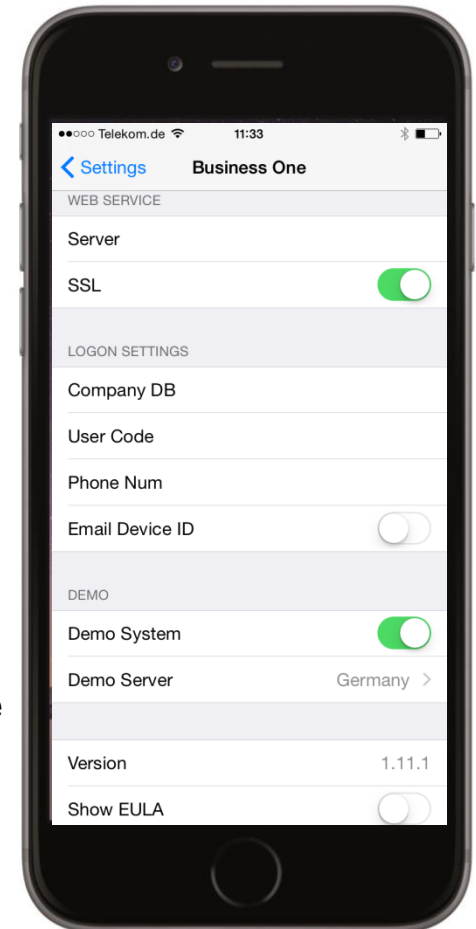 ●●○○○ Telekom.de 11:33
Settings Business One
WEB SERVICE
Server
SSL
LOGON SETTINGS
Company DB
User Code
Phone Num
Email Device ID
DEMO
Demo System
Demo Server Germany >
e
Version 1.11.1
Show EULA